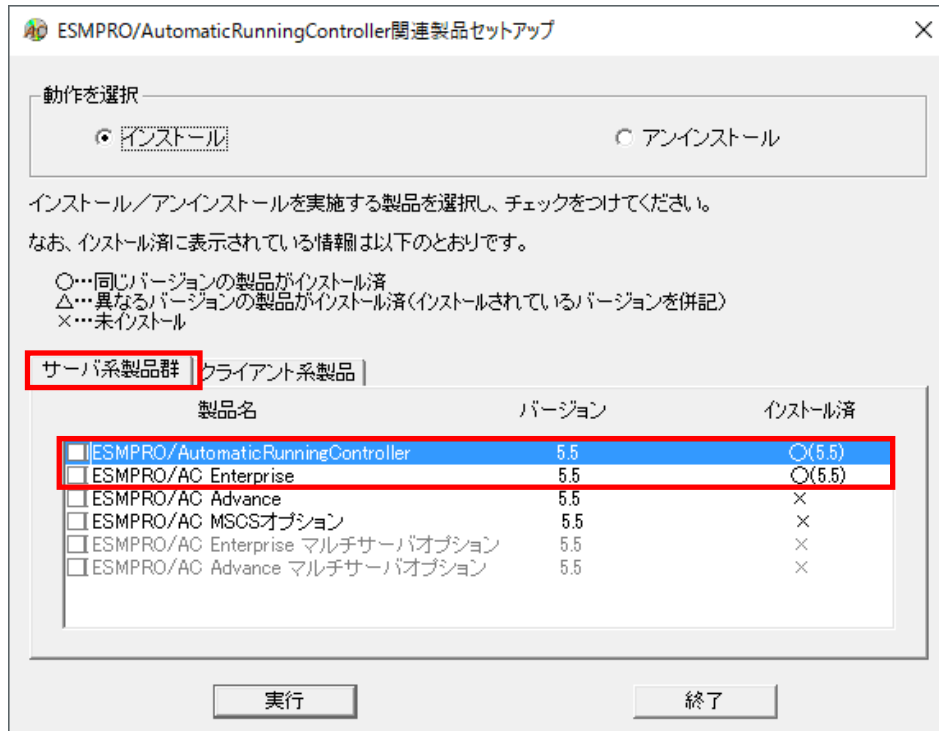 ESMPRO/AutomaticRunningController関連製品セットアップ
動作を選択
インストール アンインストール
インストール／アンインストールを実施する製品を選択し、チェックをつけてください。
なお、インストール済に表示されている情報は以下のとおりです。
○…同じバージョンの製品がインストール済
△…異なるバージョンの製品がインストール済(インストールされているバージョンを併記)
×…未インストール
サーバ系製品群 クライアント系製品
製品名 バージョン インストール済
ESMPRO/AutomaticRunningController 5.5 ○(5.5)
ESMPRO/AC Enterprise 5.5 ○(5.5)
ESMPRO/AC Advance 5.5 ×
ESMPRO/AC MSCSオプション 5.5 ×
ESMPRO/AC Enterprise マルチサーバオプション 5.5 ×
ESMPRO/AC Advance マルチサーバオプション 5.5 ×
実行 終了